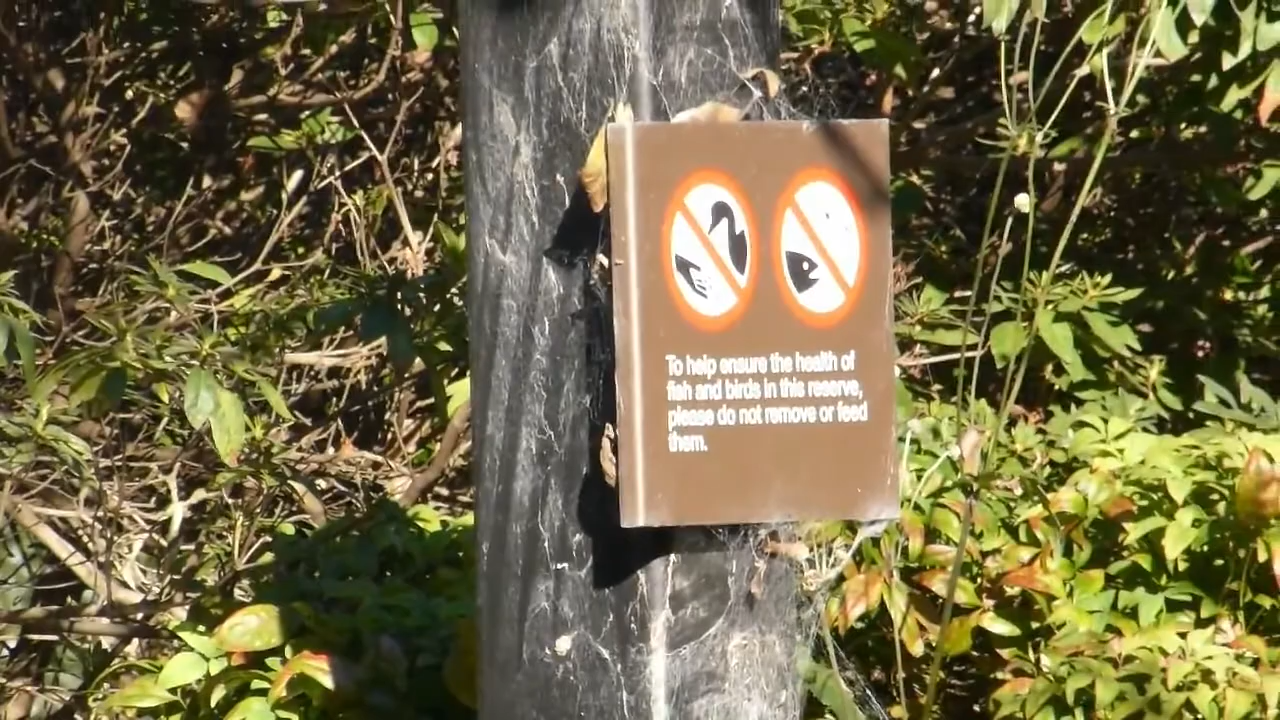 To help ensure the health of
fish and birds in this reserve,
please do not remove or feed
them.